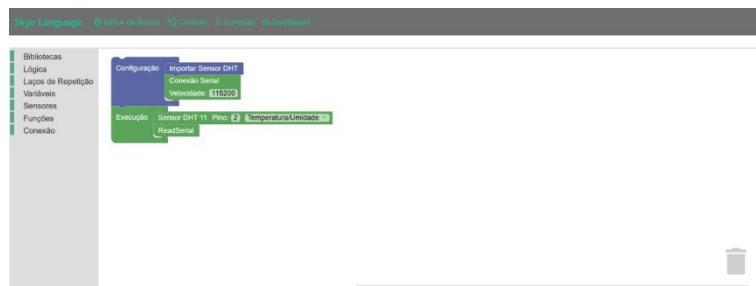 Skye Language Editor de Blocos Console Conexão Dashboard
Bibliotecas
Lógica
Laços de Repetição
Variáveis
Sensores
Funções
Conexão
Configuração Importar Sensor DHT
Conexão Serial
Velocidade: 115200
Execução Sensor DHT 11 Pino: 2 Temperatura/Umidade
ReadSerial